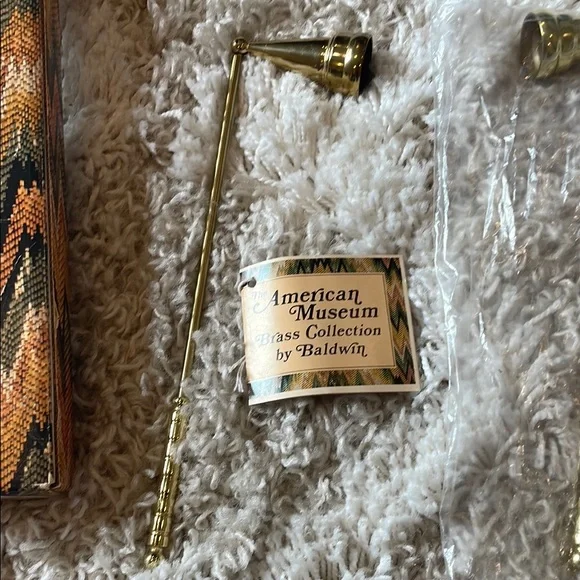 The American
Museum
Brass Collection
by Baldwin